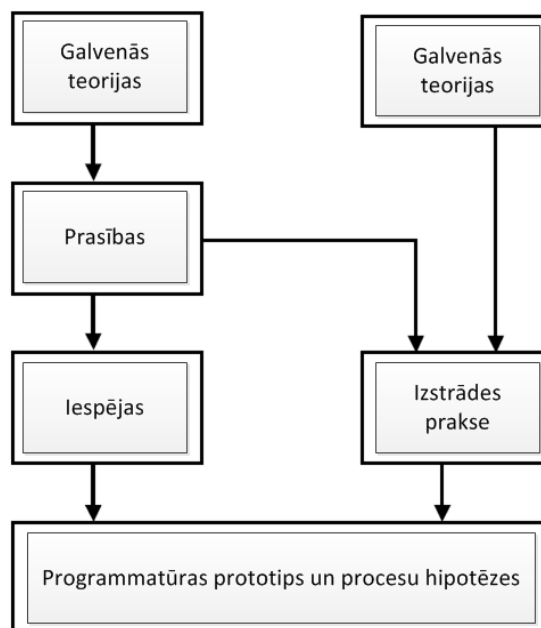 Galvenās
teorijas
Galvenās
teorijas
Prasības
Iespējas
Izstrādes
prakse
Programmatūras prototips un procesu hipotēzes